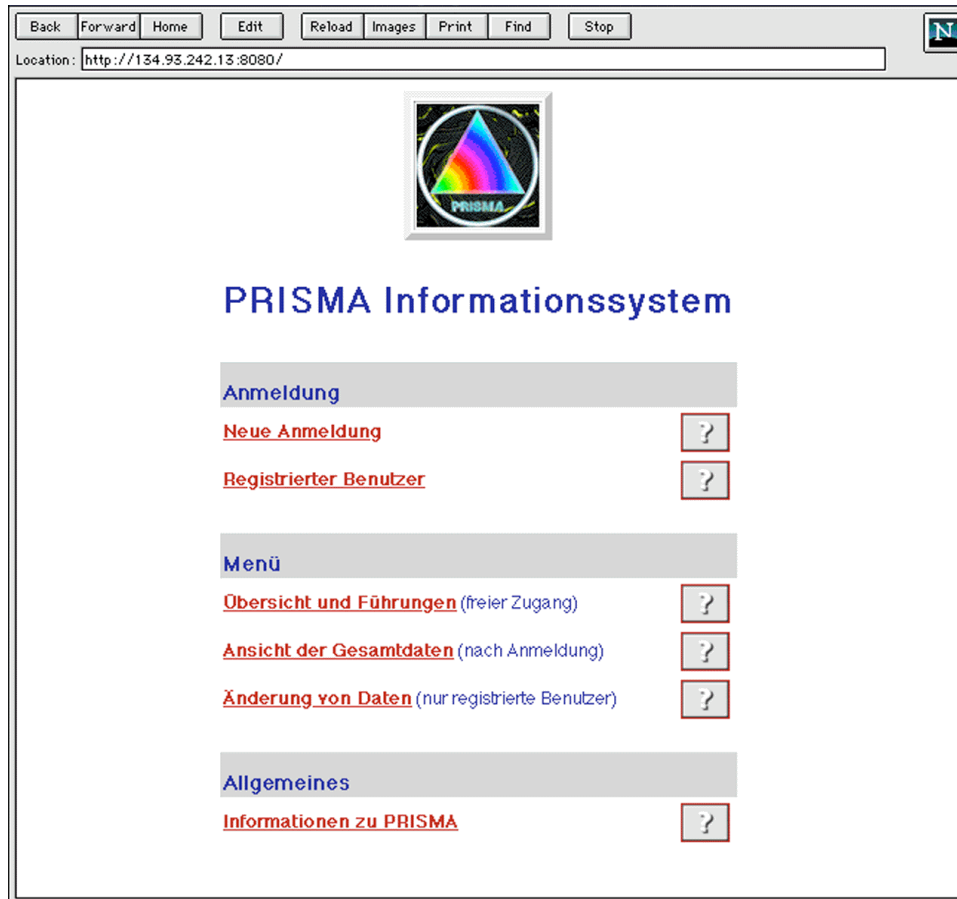 Back Forward Home Edit Reload Images Print Find Stop
N
Location: http://134.93.242.13:8080/
PRISMA
PRISMA Informationssystem
Anmeldung
Neue Anmeldung ?
Registrierter Benutzer ?
Menü
Übersicht und Führungen (freier Zugang) ?
Ansicht der Gesamtdaten (nach Anmeldung) ?
Änderung von Daten (nur registrierte Benutzer) ?
Allgemeines
Informationen zu PRISMA ?